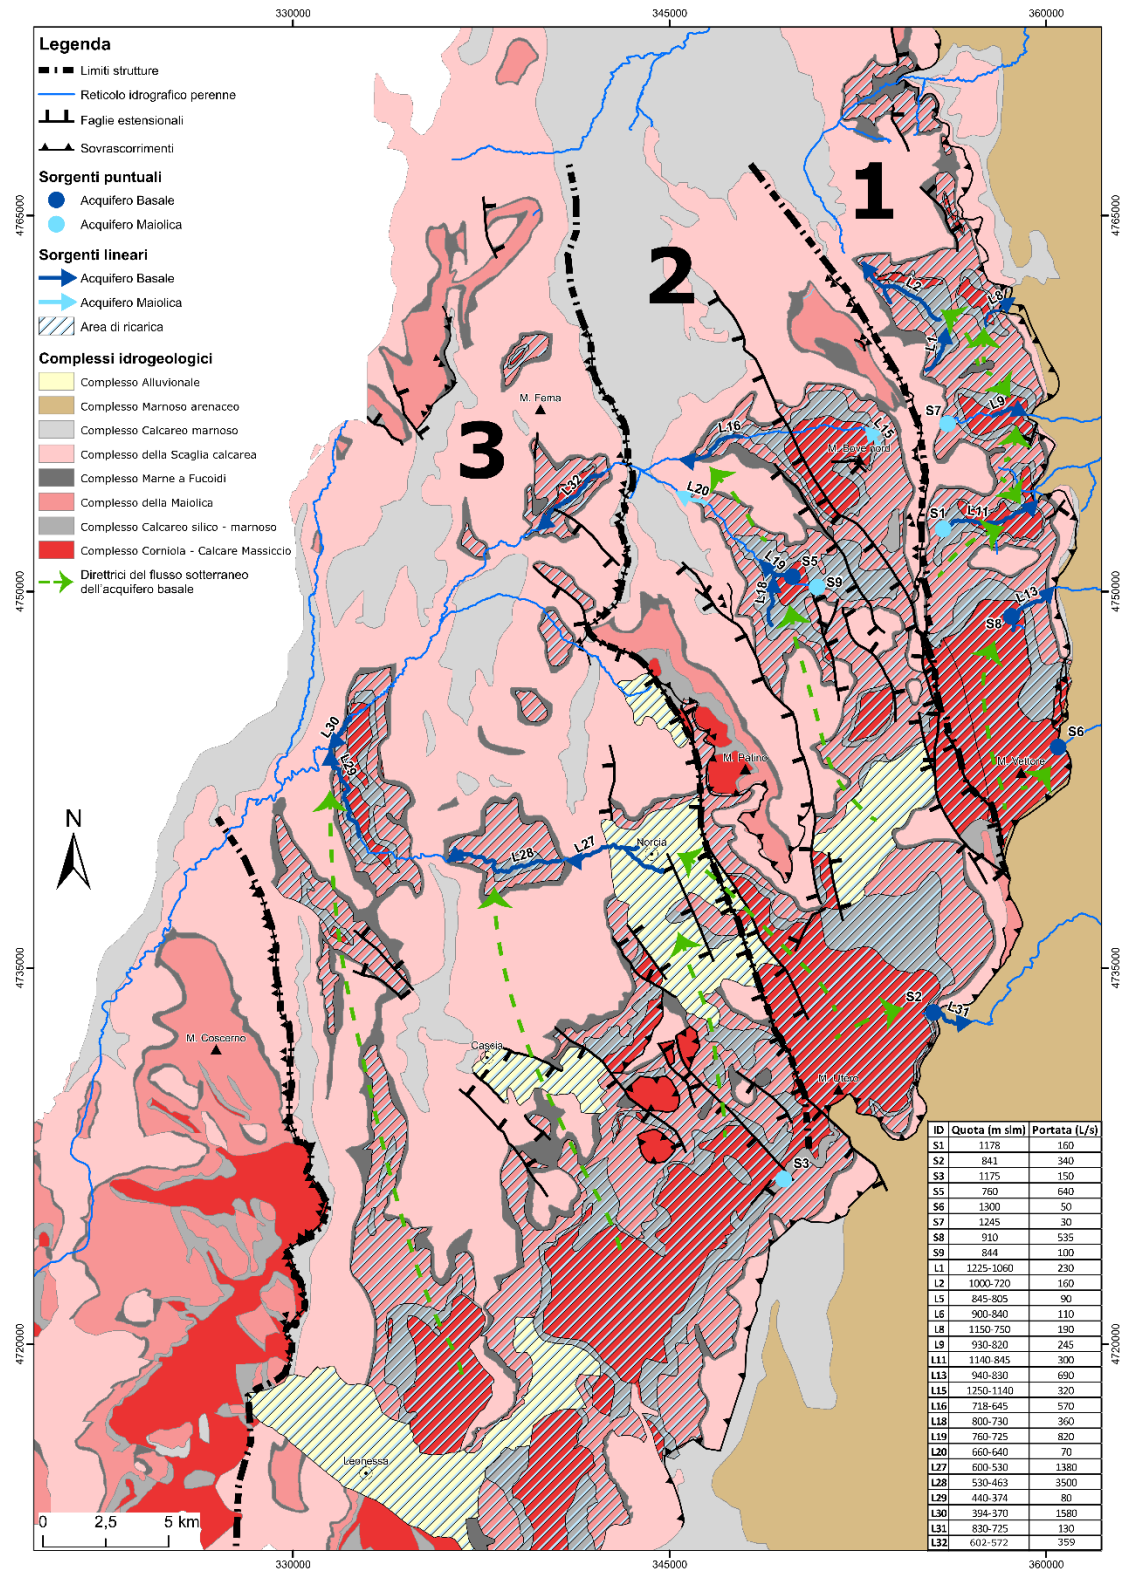 330000
345000
360000
Legenda
Limiti strutture
Reticolo idrografico perenne
Faglie estensionali
Sovrascorrimenti
Sorgenti puntuali
Acquifero Basale
Acquifero Maiolica
Sorgenti lineari
Acquifero Basale
Acquifero Maiolica
Area di ricarica
Complessi idrogeologici
Complesso Alluvionale
Complesso Marnoso arenaceo
Complesso Calcareo marnoso
Complesso della Scaglia calcarea
Complesso Marne a Fucoidi
Complesso della Maiolica
Complesso Calcareo silico - marnoso
Complesso Corniola - Calcare Massiccio
Direttrici del flusso sotterraneo
dell'acquifero basale
4765000
4765000
1
2
3
L2
L8
L1
M. Fema
S7
L9
L16
L15
M. Bove nord
L32
L20
S1
L11
4750000
4750000
L19
S5
S9
L18
L13
S8
L30
L29
S6
M. Patino
M. Vettore
N
Norcia
L28
L27
4735000
4735000
S2
L31
M. Coscerno
Cascia
M. Utero
S3
4720000
4720000
Leonessa
0 2,5 5 km
ID Quota (m slm) Portata (L/s)
S1 1178 160
S2 841 340
S3 1175 150
S5 760 640
S6 1300 50
S7 1245 30
S8 910 535
S9 844 100
L1 1225-1060 230
L2 1000-720 160
L5 845-805 90
L6 900-840 110
L8 1150-750 190
L9 930-820 245
L11 1140-845 300
L13 940-830 690
L15 1250-1140 320
L16 718-645 570
L18 800-730 360
L19 760-725 820
L20 660-640 70
L27 600-530 1380
L28 530-463 3500
L29 440-374 80
L30 394-370 1580
L31 830-725 130
L32 602-572 359
330000
345000
360000